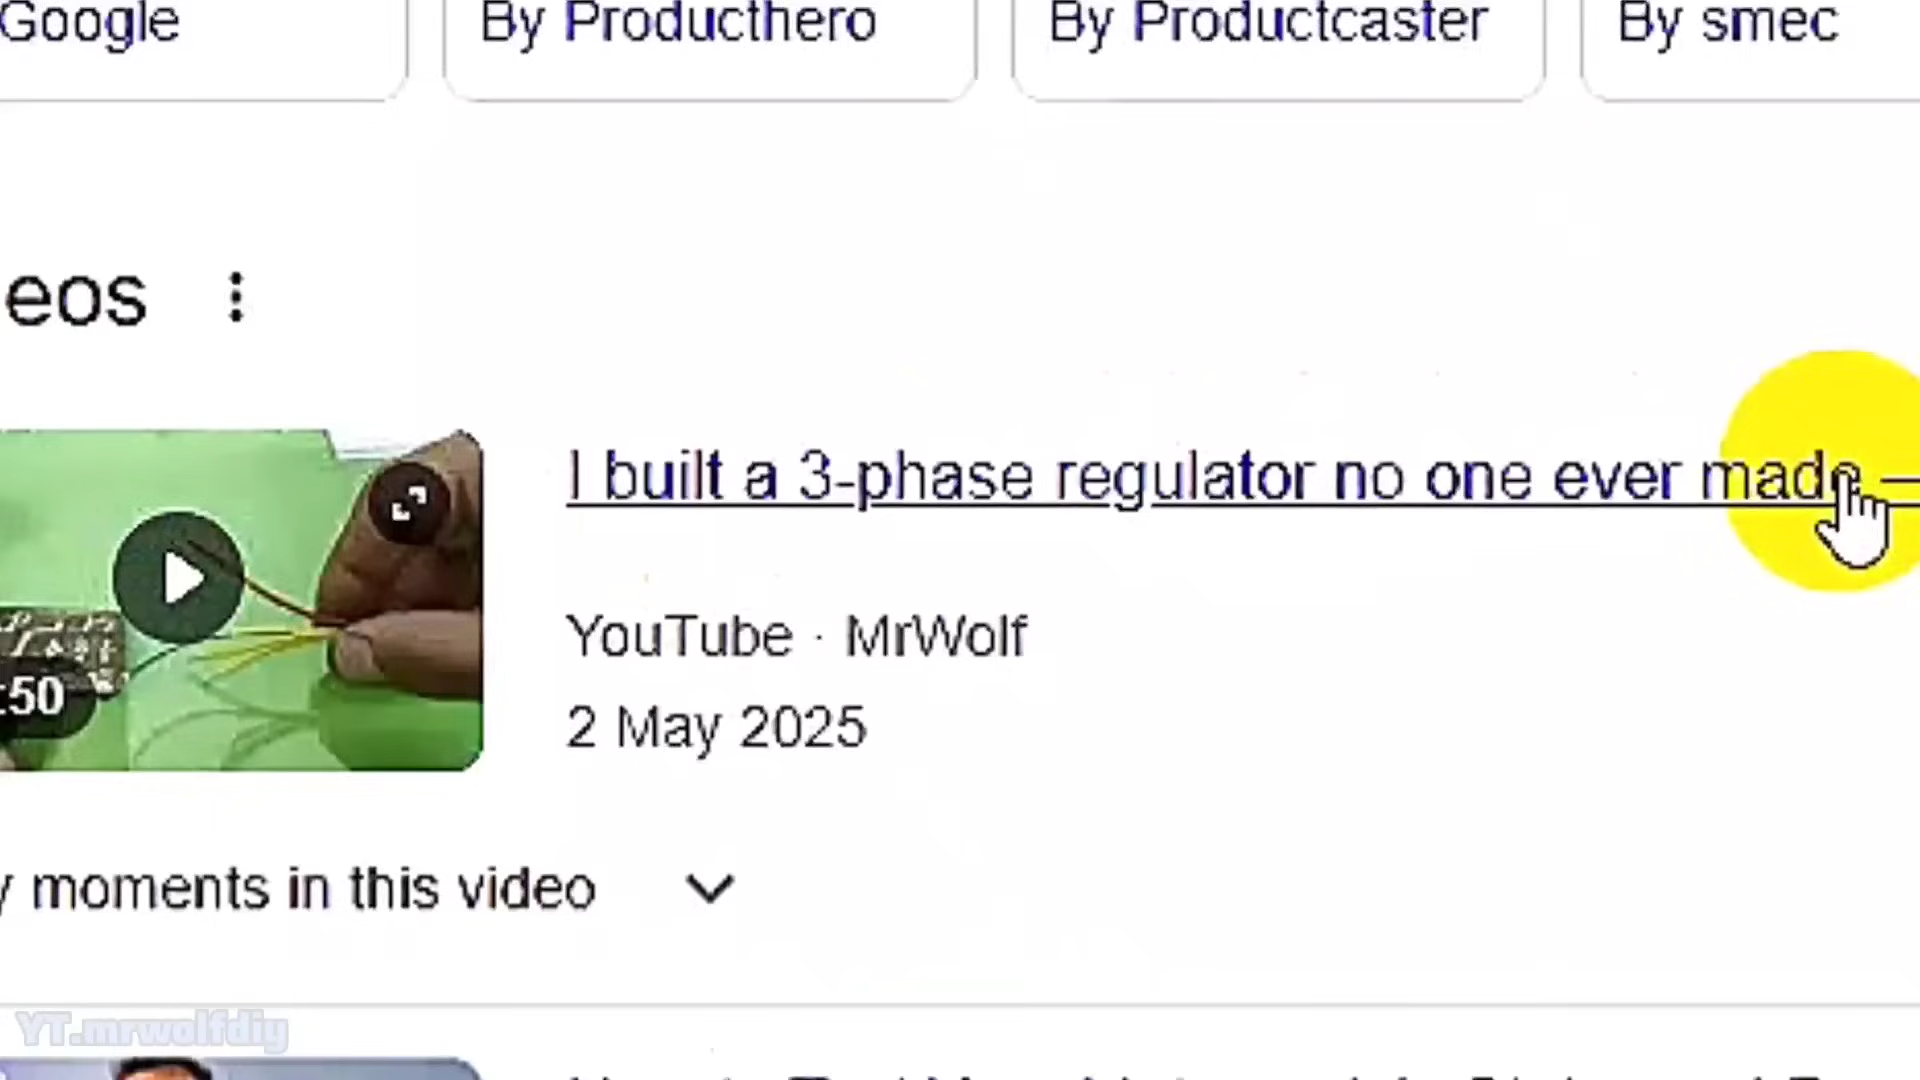 Google
By Producthero
By Productcaster
By smec
eos
I built a 3-phase regulator no one ever made —
YouTube · MrWolf
2 May 2025
:50
y moments in this video
YT.mrwolfdiy